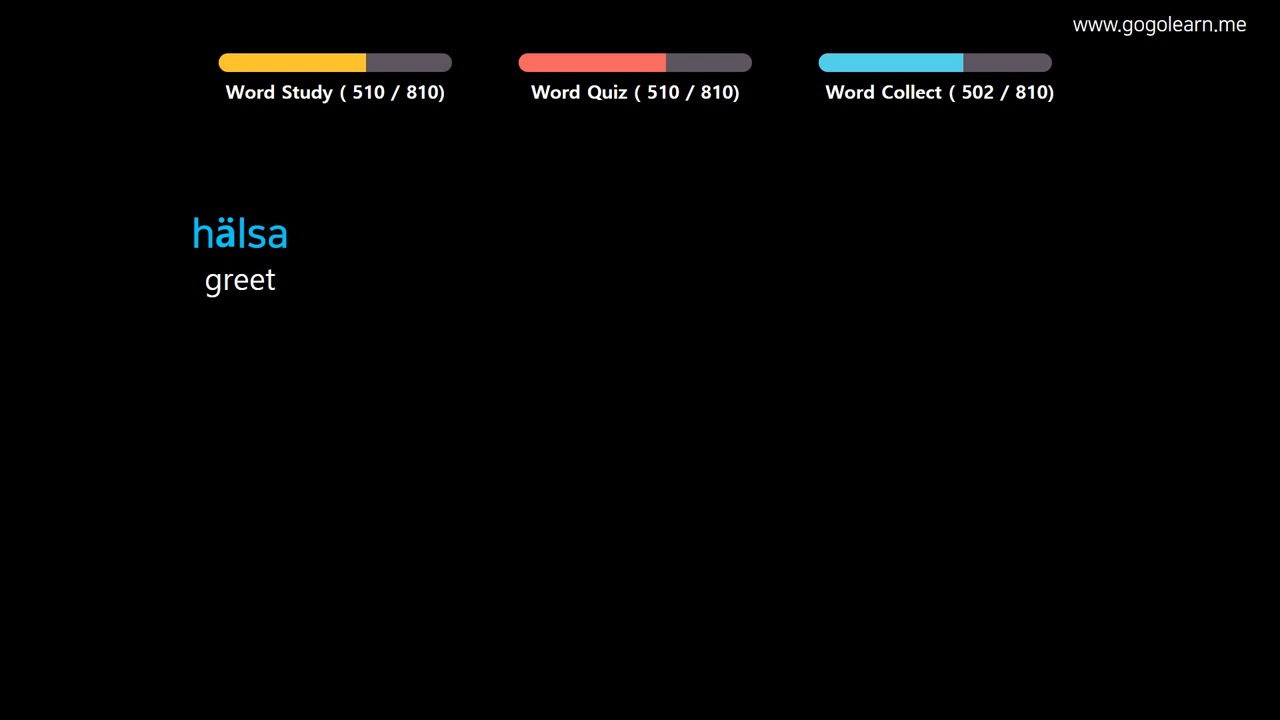 www.gogolearn.me
Word Study ( 510 / 810)
Word Quiz ( 510 / 810)
Word Collect ( 502 / 810)
hälsa
greet